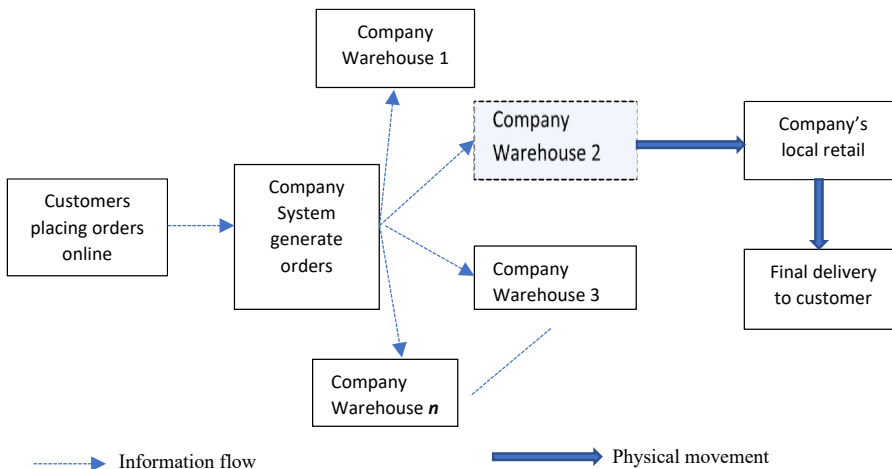 Company
Warehouse 1
Company
Warehouse 2
Company’s
local retail
Customers
placing orders
online
Company
System
generate
orders
Company
Warehouse 3
Final delivery
to customer
Company
Warehouse n
Information flow
Physical movement